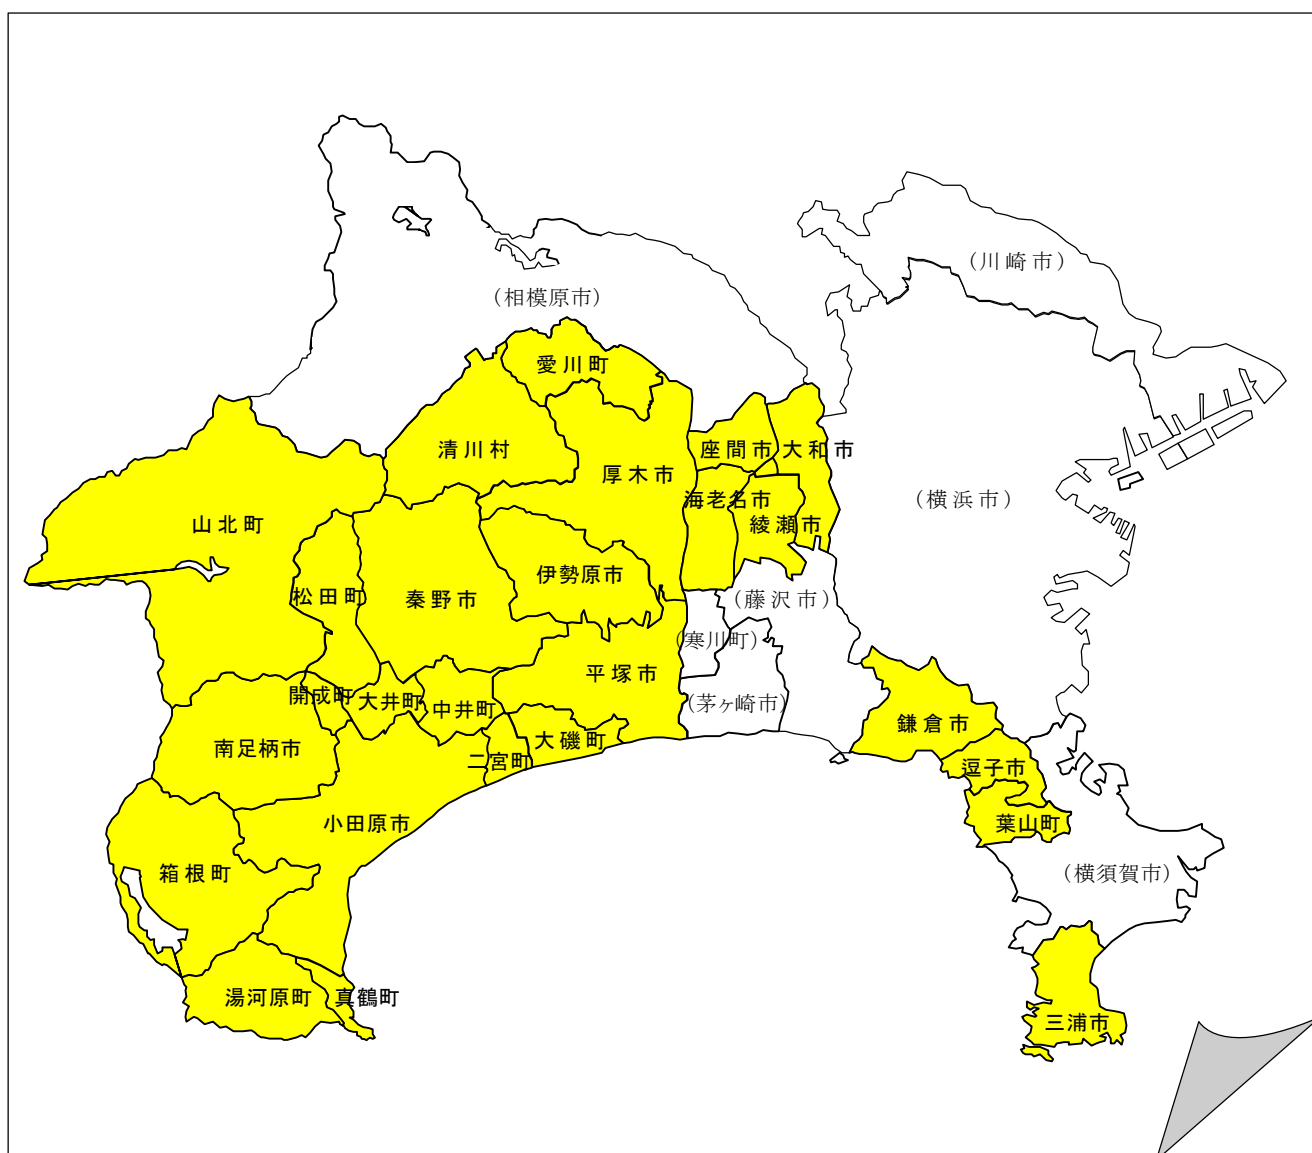 (川崎市)
(相模原市)
愛川町
清川村
座間市
大和市
厚木市
海老名市
(横浜市)
山北町
綾瀬市
伊勢原市
松田町
秦野市
(藤沢市)
(寒川町)
平塚市
開成町
大井町
(茅ヶ崎市)
中井町
鎌倉市
南足柄市
大磯町
二宮町
逗子市
小田原市
葉山町
箱根町
(横須賀市)
湯河原町
真鶴町
三浦市